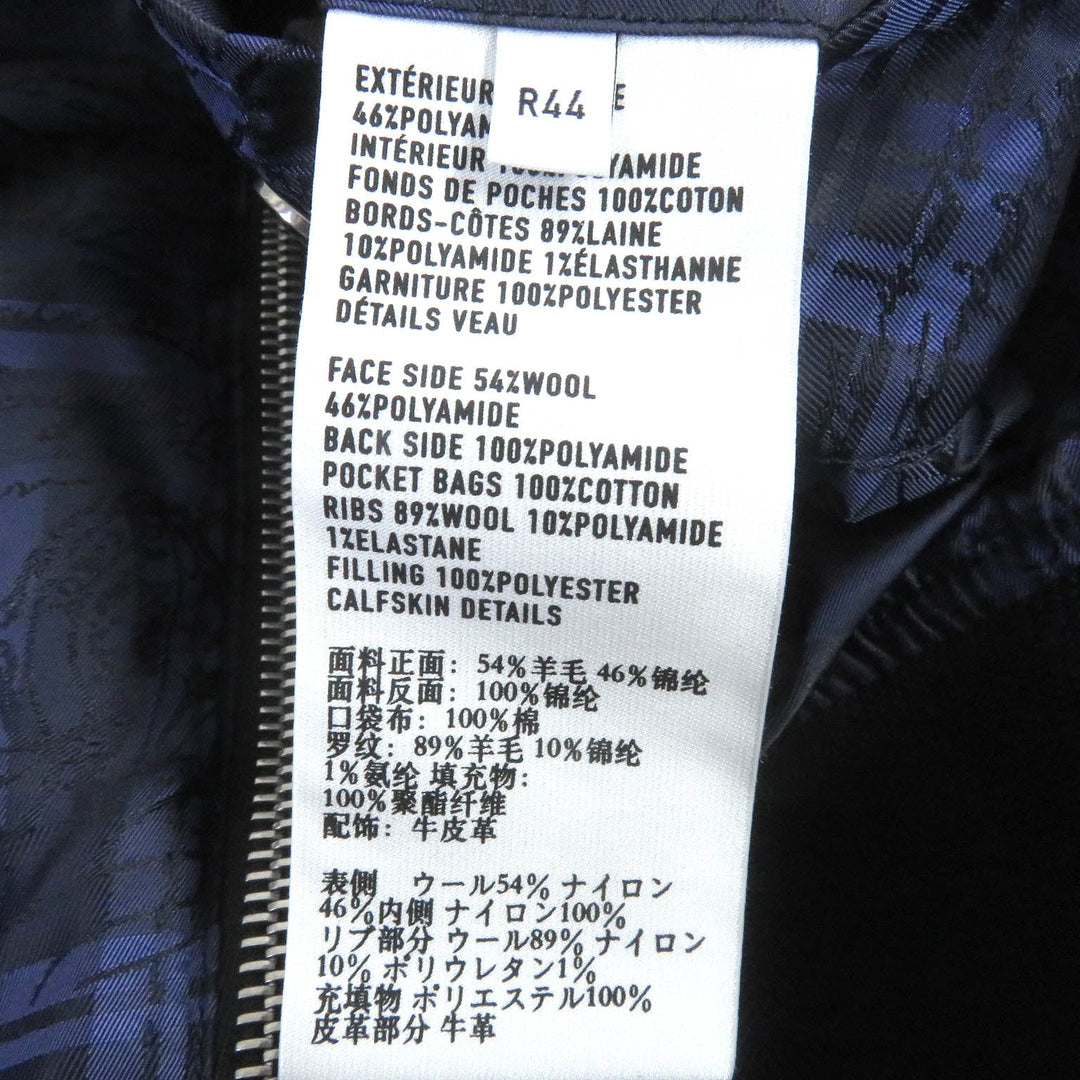 R44
EXTÉRIEUR
INTÉRIEUR
FONDS DE POCHES 100%COTON
BORDS-CÔTES 89%LAINE
10%POLYAMIDE 1%ÉLASTHANNE
GARNITURE 100%POLYESTER
DÉTAILS VEAU
FACE SIDE 54%WOOL
46%POLYAMIDE
BACK SIDE 100%POLYAMIDE
POCKET BAGS 100%COTTON
RIBS 89%WOOL 10%POLYAMIDE
1%ELASTANE
FILLING 100%POLYESTER
CALFSKIN DETAILS
面料正面: 54%羊毛 46%锦纶
面料反面: 100%锦纶
口袋布: 100%棉
罗纹: 89%羊毛 10%锦纶
1%氨纶 填充物:
100%聚酯纤维
配饰: 牛皮革
表側 ウール54% ナイロン
46%内側 ナイロン100%
リブ部分 ウール89% ナイロン
10% ポリウレタン1%
充填物 ポリエステル100%
皮革部分 牛革